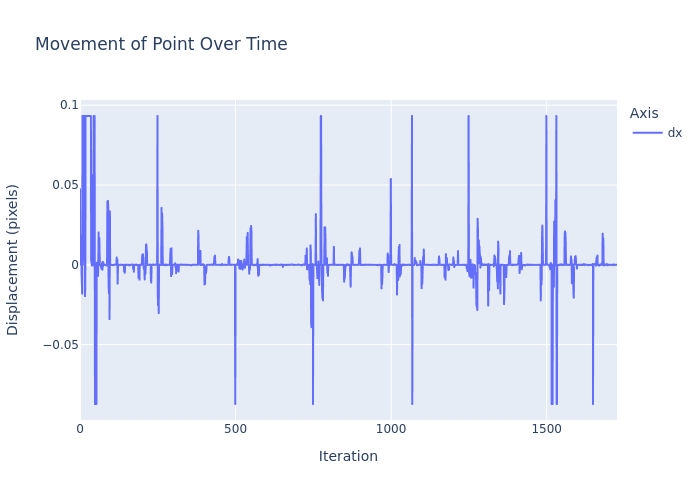 Movement of Point Over Time
Axis
dx
0.1
0.05
0
−0.05
0
500
1000
1500
Displacement (pixels)
Iteration